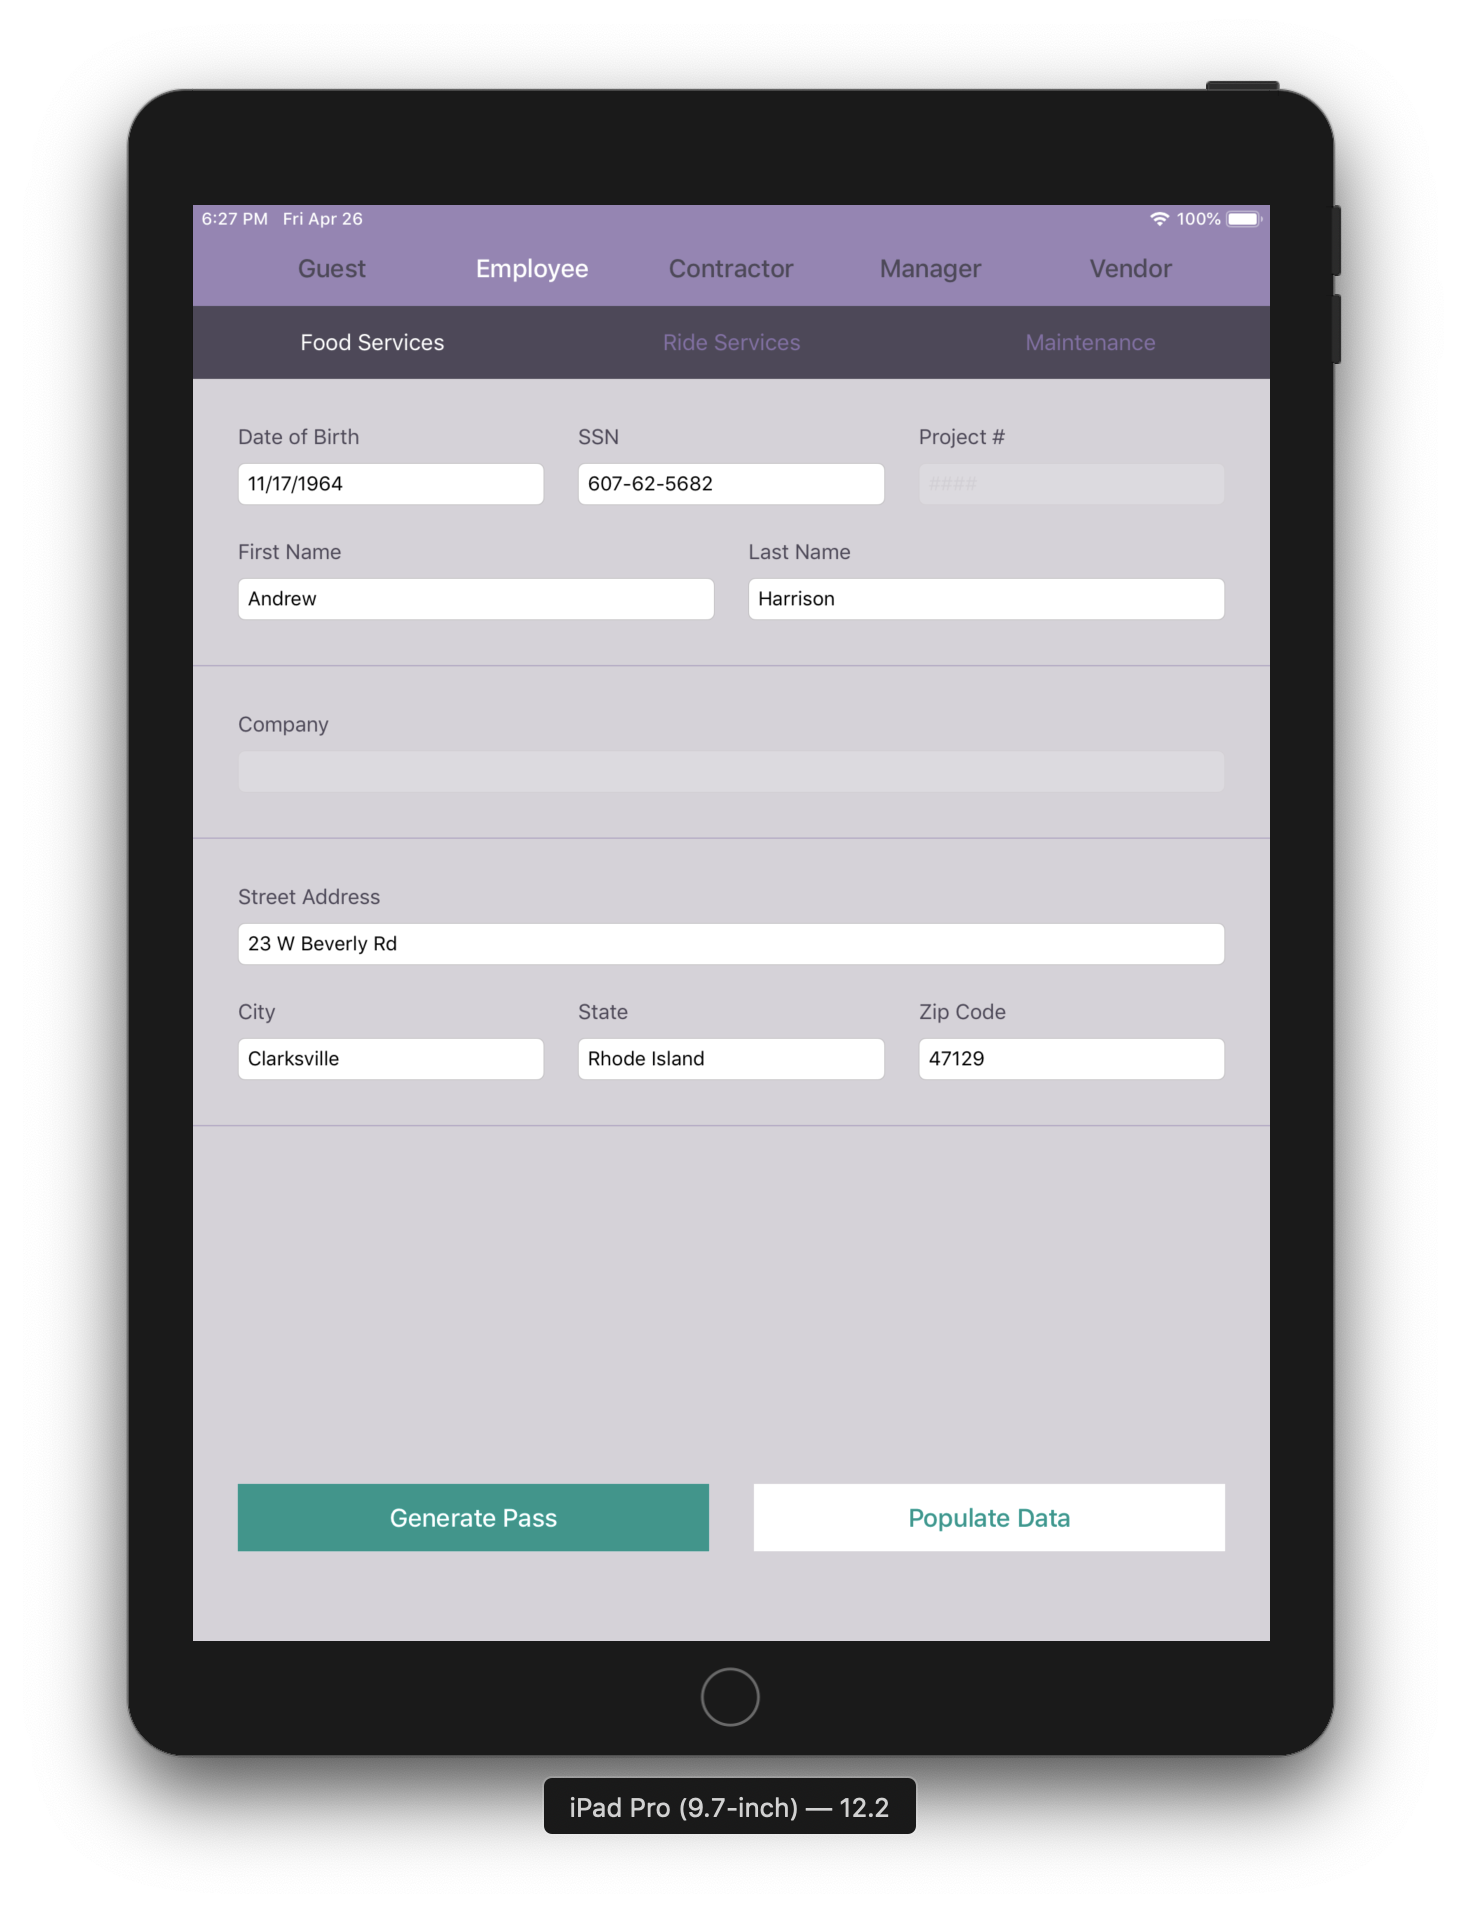 6:27 PM Fri Apr 26 100%
Guest Employee Contractor Manager Vendor
Food Services Ride Services Maintenance
Date of Birth SSN Project #
11/17/1964 607-62-5682 ####
First Name Last Name
Andrew Harrison
Company
Street Address
23 W Beverly Rd
City State Zip Code
Clarksville Rhode Island 47129
Generate Pass Populate Data
iPad Pro (9.7-inch) — 12.2